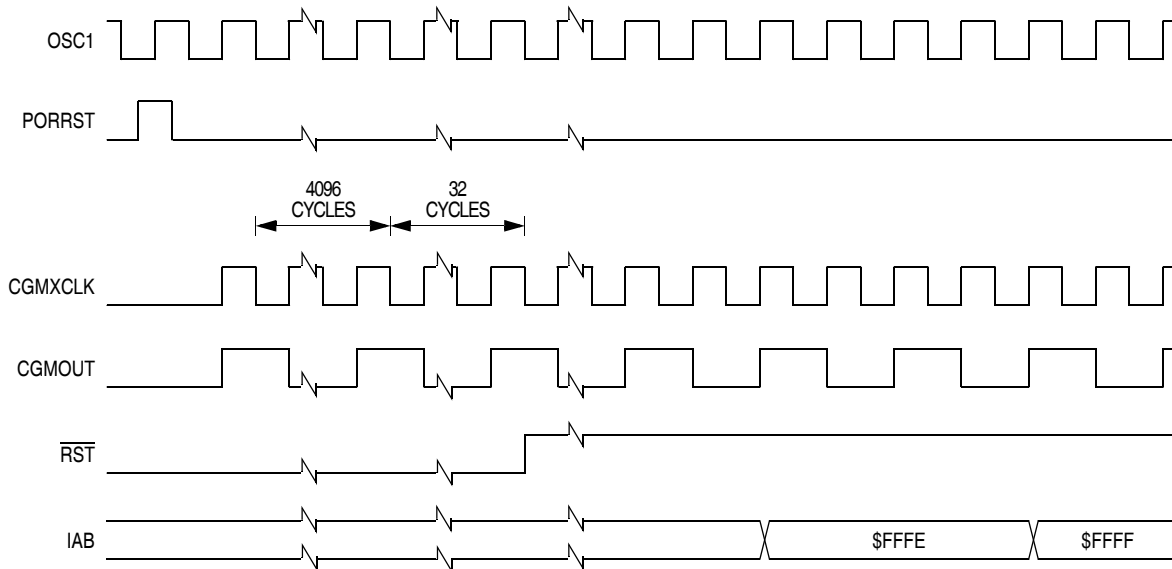 OSC1
PORRST
4096
CYCLES
32
CYCLES
CGMXCLK
CGMOUT
RST
IAB
$FFFE
$FFFF